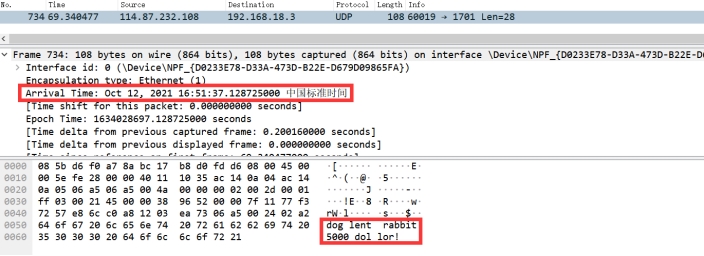 No. Time Source Destination Protocol Length Info
734 69.340477 114.87.232.108 192.168.18.3 UDP 108 60019 → 1701 Len=28
Frame 734: 108 bytes on wire (864 bits), 108 bytes captured (864 bits) on interface \Device\NPF_{D0233E78-D33A-473D-B22E-D
Interface id: 0 (\Device\NPF_{D0233E78-D33A-473D-B22E-D679D09865FA})
Encapsulation type: Ethernet (1)
Arrival Time: Oct 12, 2021 16:51:37.128725000 中国标准时间
[Time shift for this packet: 0.000000000 seconds]
Epoch Time: 1634028697.128725000 seconds
[Time delta from previous captured frame: 0.200160000 seconds]
[Time delta from previous displayed frame: 0.000000000 seconds]
[Time since reference or first frame: 69.340477000 seconds]
0000 08 5b d6 f0 a7 8a bc 17 b8 d0 fd d6 08 00 45 00 ·[······ ······E·
0010 00 5e fe 28 00 00 40 11 10 35 ac 14 0a 04 ac 14 ·^·(··@· ·5······
0020 0a 05 06 a5 06 a5 00 4a 00 00 00 02 00 2d 00 01 ·······J ·····-··
0030 ff 03 00 21 45 00 00 38 96 52 00 00 7f 11 77 f3 ···!E··8 ·R····w·
0040 72 57 e8 6c c0 a8 12 03 ea 73 06 a5 00 24 02 a2 rW·l···· ·s···$··
0050 64 6f 67 20 6c 65 6e 74 20 72 61 62 62 69 74 20 dog lent rabbit
0060 35 30 30 30 20 64 6f 6c 6c 6f 72 21 5000 dol lor!